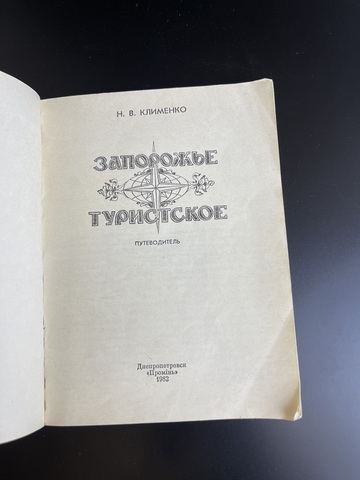 Н. В. КЛИМЕНКО
ЗАПОРОЖЬЕ
ТУРИСТСКОЕ
ПУТЕВОДИТЕЛЬ
Днепропетровск
«Промінь»
1982